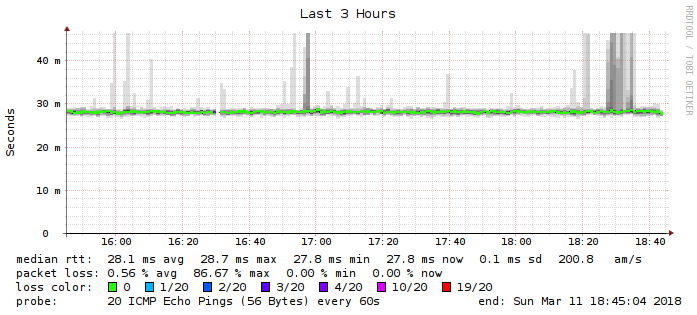 Last 3 Hours
RRDTOOL / TOBI OETIKER
Seconds
40 m
30 m
20 m
10 m
0
16:00 16:20 16:40 17:00 17:20 17:40 18:00 18:20 18:40
median rtt: 28.1 ms avg 28.7 ms max 27.8 ms min 27.8 ms now 0.1 ms sd 200.8 am/s
packet loss: 0.56 % avg 86.67 % max 0.00 % min 0.00 % now
loss color: 0 1/20 2/20 3/20 4/20 10/20 19/20
probe: 20 ICMP Echo Pings (56 Bytes) every 60s end: Sun Mar 11 18:45:04 2018